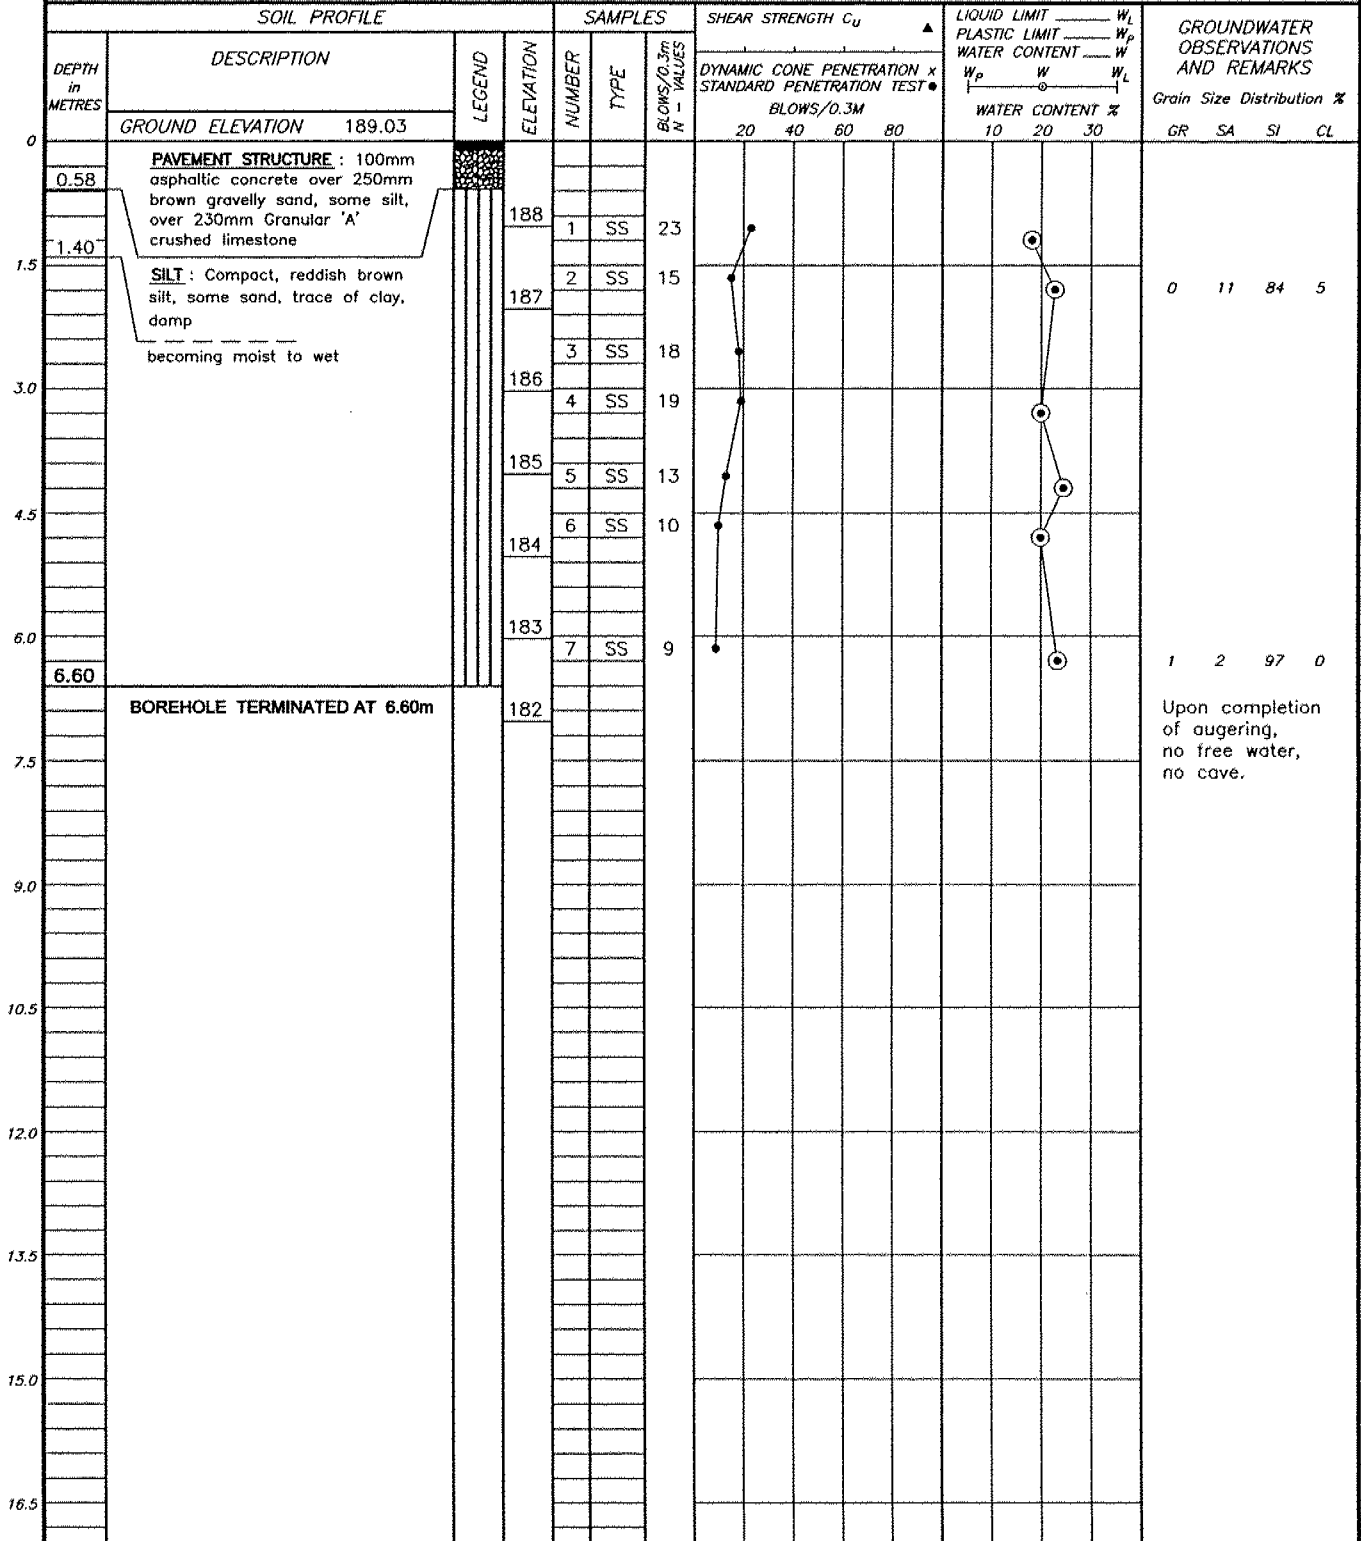 SOIL PROFILE
SAMPLES
SHEAR STRENGTH CU ▲
LIQUID LIMIT ____ WL
PLASTIC LIMIT ____ WP
WATER CONTENT ____ W
GROUNDWATER
OBSERVATIONS
AND REMARKS
DEPTH
in
METRES
DESCRIPTION
LEGEND
ELEVATION
NUMBER
TYPE
BLOWS/0.3m
N - VALUES
DYNAMIC CONE PENETRATION x
STANDARD PENETRATION TEST ●
BLOWS/0.3M
20 40 60 80
WP W WL
WATER CONTENT %
10 20 30
Grain Size Distribution %
GR SA SI CL
GROUND ELEVATION 189.03
0
PAVEMENT STRUCTURE : 100mm
asphaltic concrete over 250mm
brown gravelly sand, some silt,
over 230mm Granular 'A'
crushed limestone
0.58
188
1 SS 23
1.40
1.5
SILT : Compact, reddish brown
silt, some sand, trace of clay,
damp
2 SS 15
0 11 84 5
187
becoming moist to wet
3 SS 18
186
3.0
4 SS 19
185
5 SS 13
4.5
6 SS 10
184
183
6.0
7 SS 9
1 2 97 0
6.60
BOREHOLE TERMINATED AT 6.60m
182
Upon completion
of augering,
no free water,
no cave.
7.5
9.0
10.5
12.0
13.5
15.0
16.5